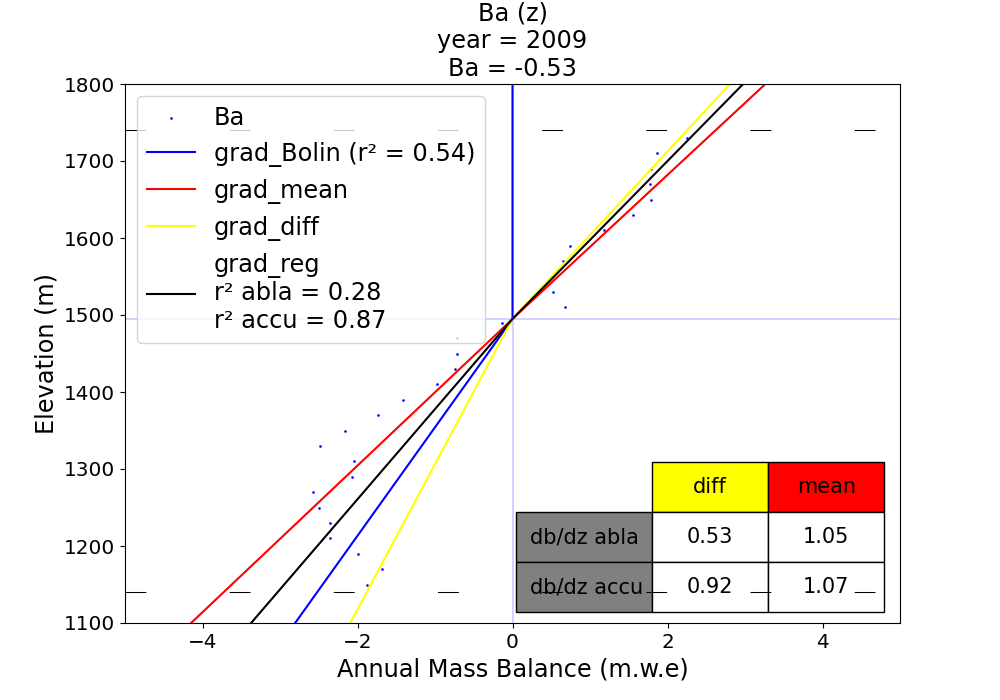 Ba (z)
year = 2009
Ba = -0.53
1800
1700
1600
1500
1400
1300
1200
1100
Elevation (m)
Ba
grad_Bolin (r² = 0.54)
grad_mean
grad_diff
grad_reg
r² abla = 0.28
r² accu = 0.87
diff mean
db/dz abla 0.53 1.05
db/dz accu 0.92 1.07
−4 −2 0 2 4
Annual Mass Balance (m.w.e)